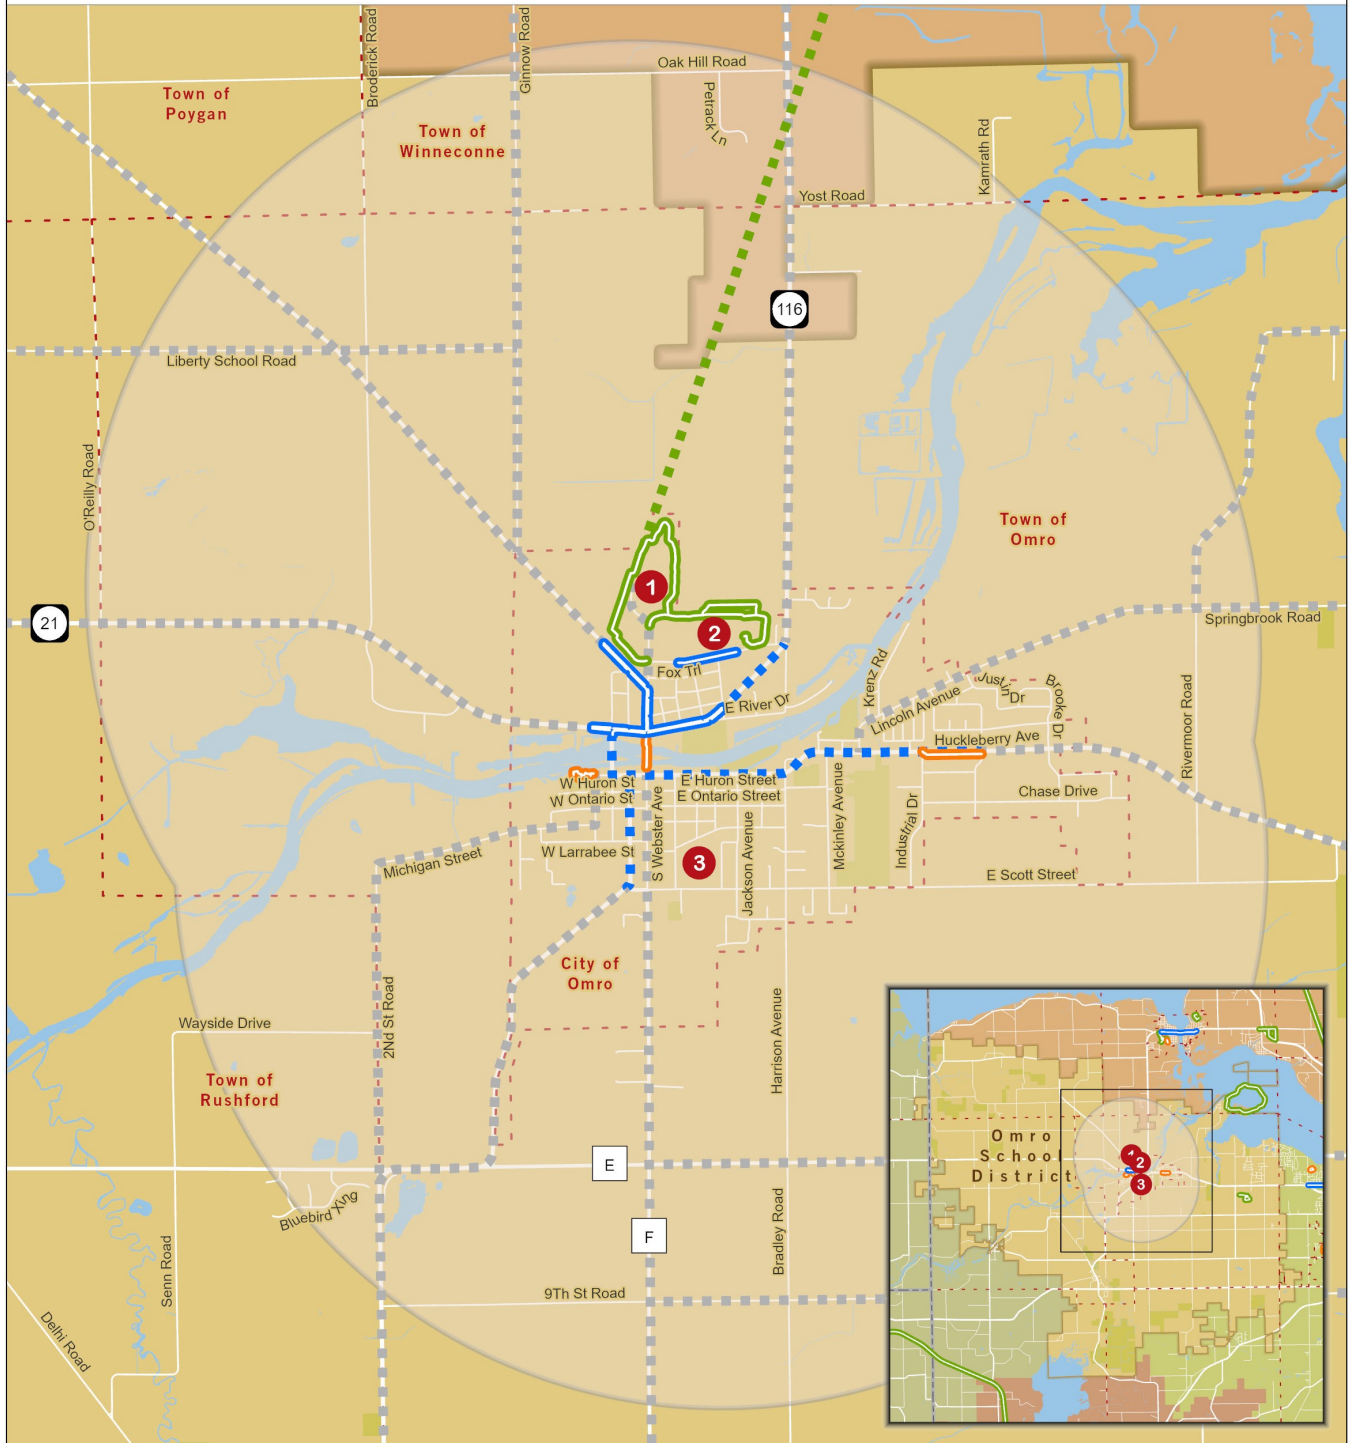 Broderick Road
Ginnow Road
Oak Hill Road
Petrack Ln
Town of
Poygan
Town of
Winneconne
Kamrath Rd
Yost Road
116
Liberty School Road
O'Reilly Road
Town of
Omro
1
21
2
Springbrook Road
Fox Trl
Krenz Rd
Justin Dr
Brooke Dr
E River Dr
Lincoln Avenue
Rivermoor Road
Huckleberry Ave
W Huron St
E Huron Street
W Ontario St
E Ontario Street
Chase Drive
S Webster Ave
Mckinley Avenue
Industrial Dr
Michigan Street
W Larrabee St
3
Jackson Avenue
E Scott Street
City of
Omro
2Nd St Road
Harrison Avenue
Wayside Drive
Town of
Rushford
E
Bluebird Xing
F
Bradley Road
Senn Road
9Th St Road
Delhi Road
Omro
School
District
1
2
3